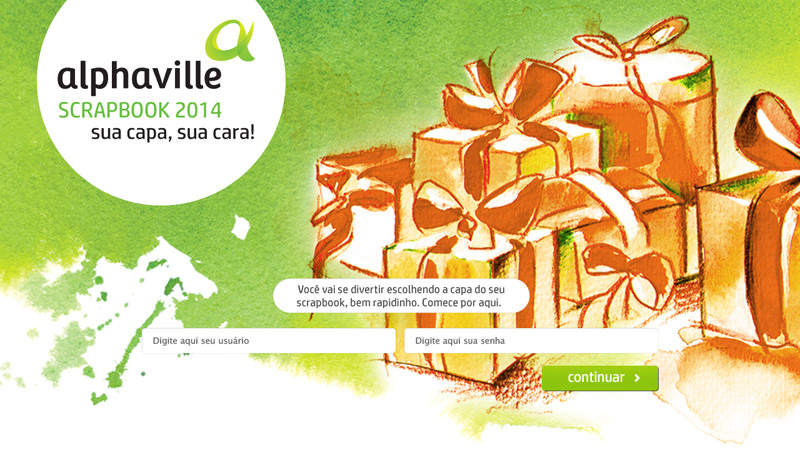 alphaville
SCRAPBOOK 2014
sua capa, sua cara!
Você vai se divertir escolhendo a capa do seu
scrapbook, bem rapidinho. Comece por aqui.
Digite aqui seu usuário
Digite aqui sua senha
continuar